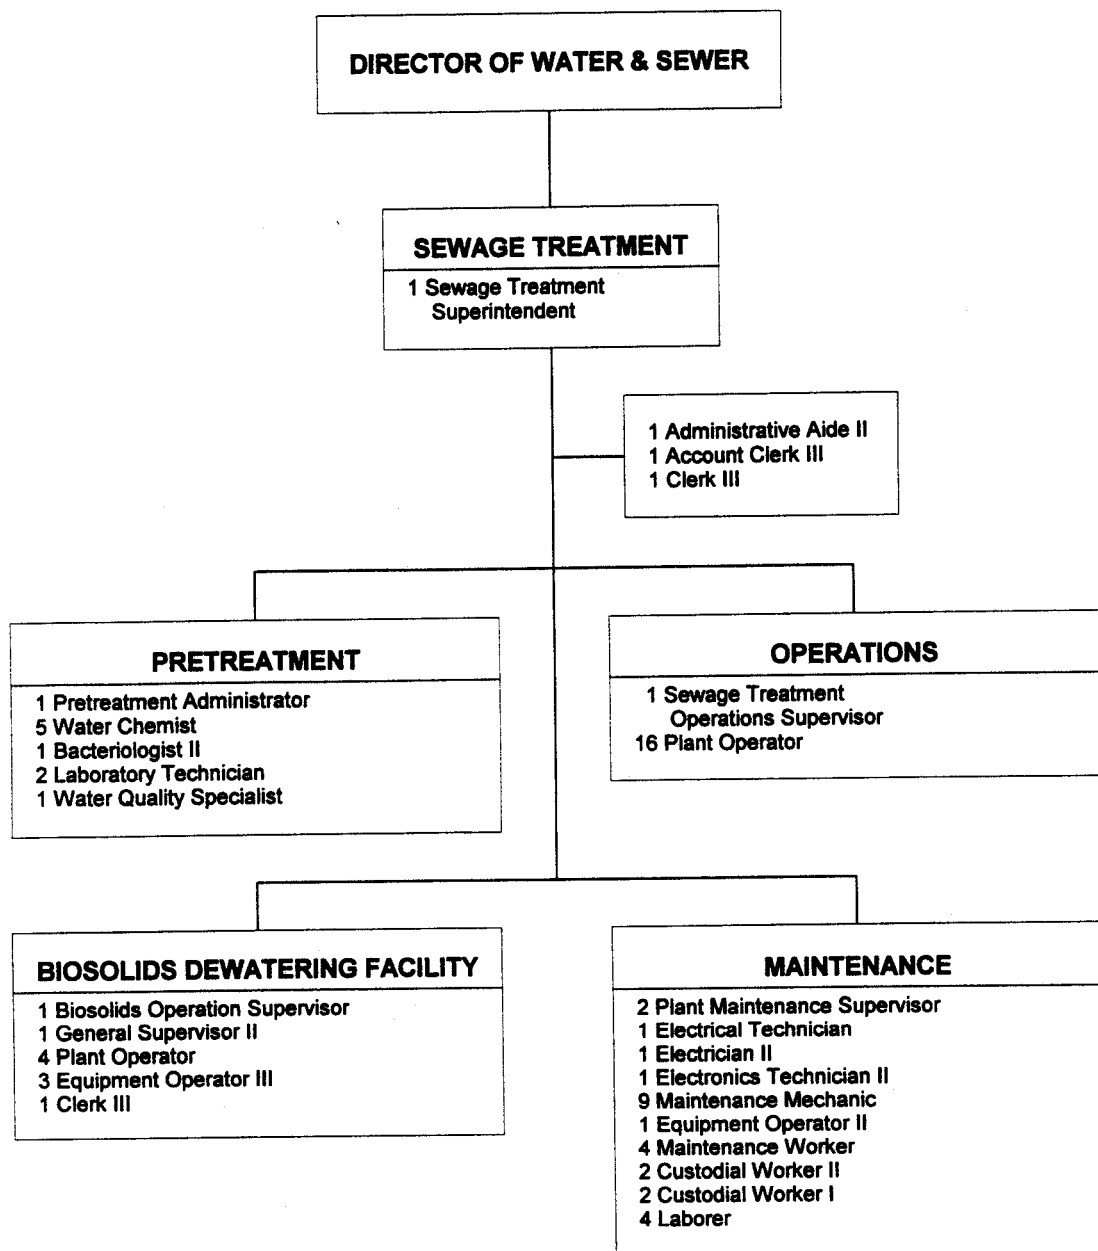 DIRECTOR OF WATER & SEWER
SEWAGE TREATMENT
1 Sewage Treatment
Superintendent
1 Administrative Aide II
1 Account Clerk III
1 Clerk III
PRETREATMENT
1 Pretreatment Administrator
5 Water Chemist
1 Bacteriologist II
2 Laboratory Technician
1 Water Quality Specialist
OPERATIONS
1 Sewage Treatment
Operations Supervisor
16 Plant Operator
BIOSOLIDS DEWATERING FACILITY
1 Biosolids Operation Supervisor
1 General Supervisor II
4 Plant Operator
3 Equipment Operator III
1 Clerk III
MAINTENANCE
2 Plant Maintenance Supervisor
1 Electrical Technician
1 Electrician II
1 Electronics Technician II
9 Maintenance Mechanic
1 Equipment Operator II
4 Maintenance Worker
2 Custodial Worker II
2 Custodial Worker I
4 Laborer